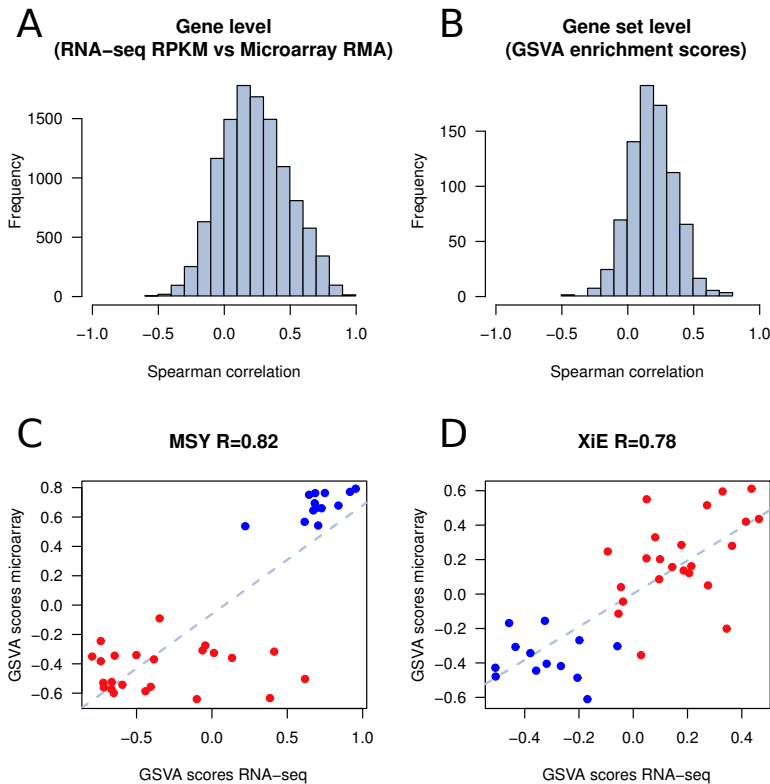 A
Gene level
(RNA−seq RPKM vs Microarray RMA)
Frequency
1500
1000
500
0
−1.0 −0.5 0.0 0.5 1.0
Spearman correlation
B
Gene set level
(GSVA enrichment scores)
Frequency
150
100
50
0
−1.0 −0.5 0.0 0.5 1.0
Spearman correlation
C
MSY R=0.82
GSVA scores microarray
0.8
0.6
0.4
0.2
0.0
−0.2
−0.4
−0.6
−0.5 0.0 0.5 1.0
GSVA scores RNA−seq
D
XiE R=0.78
GSVA scores microarray
0.6
0.4
0.2
0.0
−0.2
−0.4
−0.6
−0.4 −0.2 0.0 0.2 0.4
GSVA scores RNA−seq